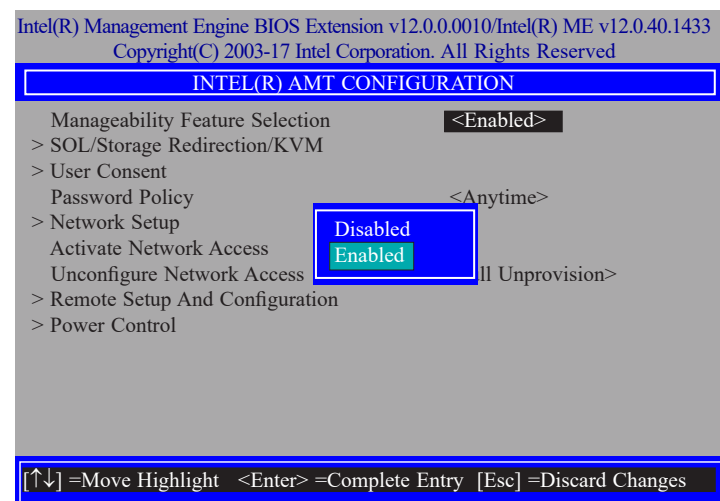 Intel(R) Management Engine BIOS Extension v12.0.0.0010/Intel(R) ME v12.0.40.1433
Copyright(C) 2003-17 Intel Corporation. All Rights Reserved
INTEL(R) AMT CONFIGURATION
Manageability Feature Selection <Enabled>
> SOL/Storage Redirection/KVM
> User Consent
Password Policy <Anytime>
> Network Setup
Disabled
Activate Network Access
Enabled
Unconfigure Network Access ll Unprovision>
> Remote Setup And Configuration
> Power Control
[↑↓] =Move Highlight <Enter> =Complete Entry [Esc] =Discard Changes